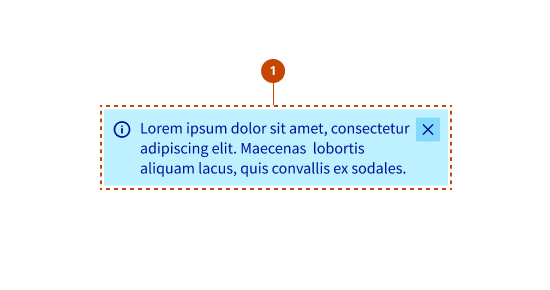 1
Lorem ipsum dolor sit amet, consectetur
adipiscing elit. Maecenas  lobortis
aliquam lacus, quis convallis ex sodales.